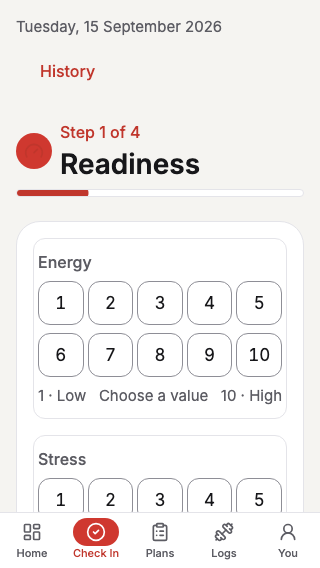 Tuesday, 15 September 2026
History
Step 1 of 4
Readiness
Energy
1 2 3 4 5
6 7 8 9 10
1 · Low Choose a value 10 · High
Stress
1 2 3 4 5
Home Check In Plans Logs You